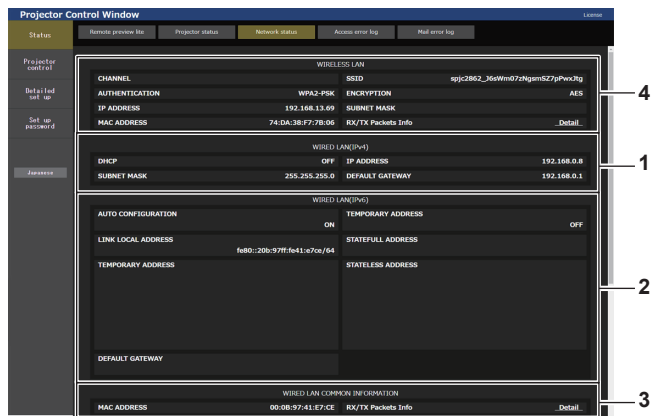 Projector Control Window
License
Status
Remote preview lite
Projector status
Network status
Access error log
Mail error log
Projector
control
Detailed
set up
Set up
password
Japanese
WIRELESS LAN
CHANNEL
SSID spjc2862_J6sWm07zNgsmSZ7pPwxJtg
AUTHENTICATION WPA2-PSK
ENCRYPTION AES
IP ADDRESS 192.168.13.69
SUBNET MASK
MAC ADDRESS 74:DA:38:F7:7B:06
RX/TX Packets Info Detail
4
WIRED LAN(IPv4)
DHCP OFF
IP ADDRESS 192.168.0.8
SUBNET MASK 255.255.255.0
DEFAULT GATEWAY 192.168.0.1
1
WIRED LAN(IPv6)
AUTO CONFIGURATION
ON
TEMPORARY ADDRESS
OFF
LINK LOCAL ADDRESS
fe80::20b:97ff:fe41:e7ce/64
STATEFULL ADDRESS
TEMPORARY ADDRESS
STATELESS ADDRESS
DEFAULT GATEWAY
2
WIRED LAN COMMON INFORMATION
MAC ADDRESS 00:0B:97:41:E7:CE
RX/TX Packets Info Detail
3